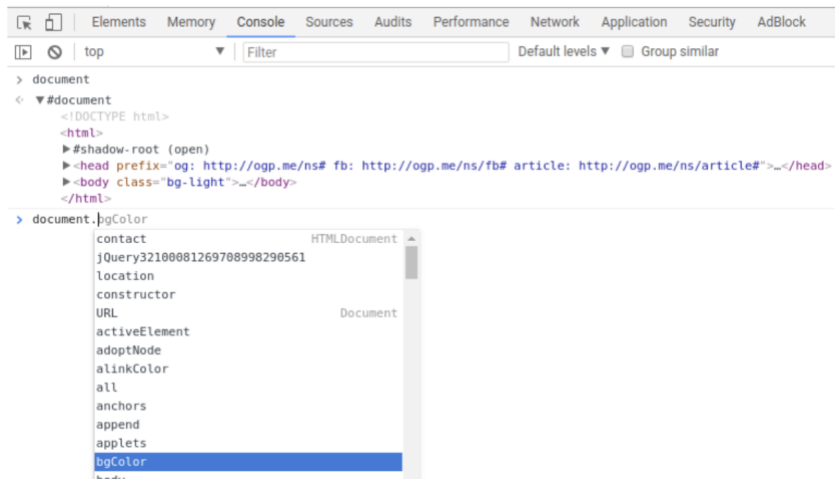 Elements Memory Console Sources Audits Performance Network Application Security AdBlock
top ▼ Filter Default levels ▼ Group similar
> document
<· ▼#document
<!DOCTYPE html>
<html>
▶#shadow-root (open)
▶<head prefix="og: http://ogp.me/ns# fb: http://ogp.me/ns/fb# article: http://ogp.me/ns/article#">…</head>
▶<body class="bg-light">…</body>
</html>
> document.bgColor
contact HTMLDocument
jQuery32100081269708998290561
location
constructor
URL Document
activeElement
adoptNode
alinkColor
all
anchors
append
applets
bgColor